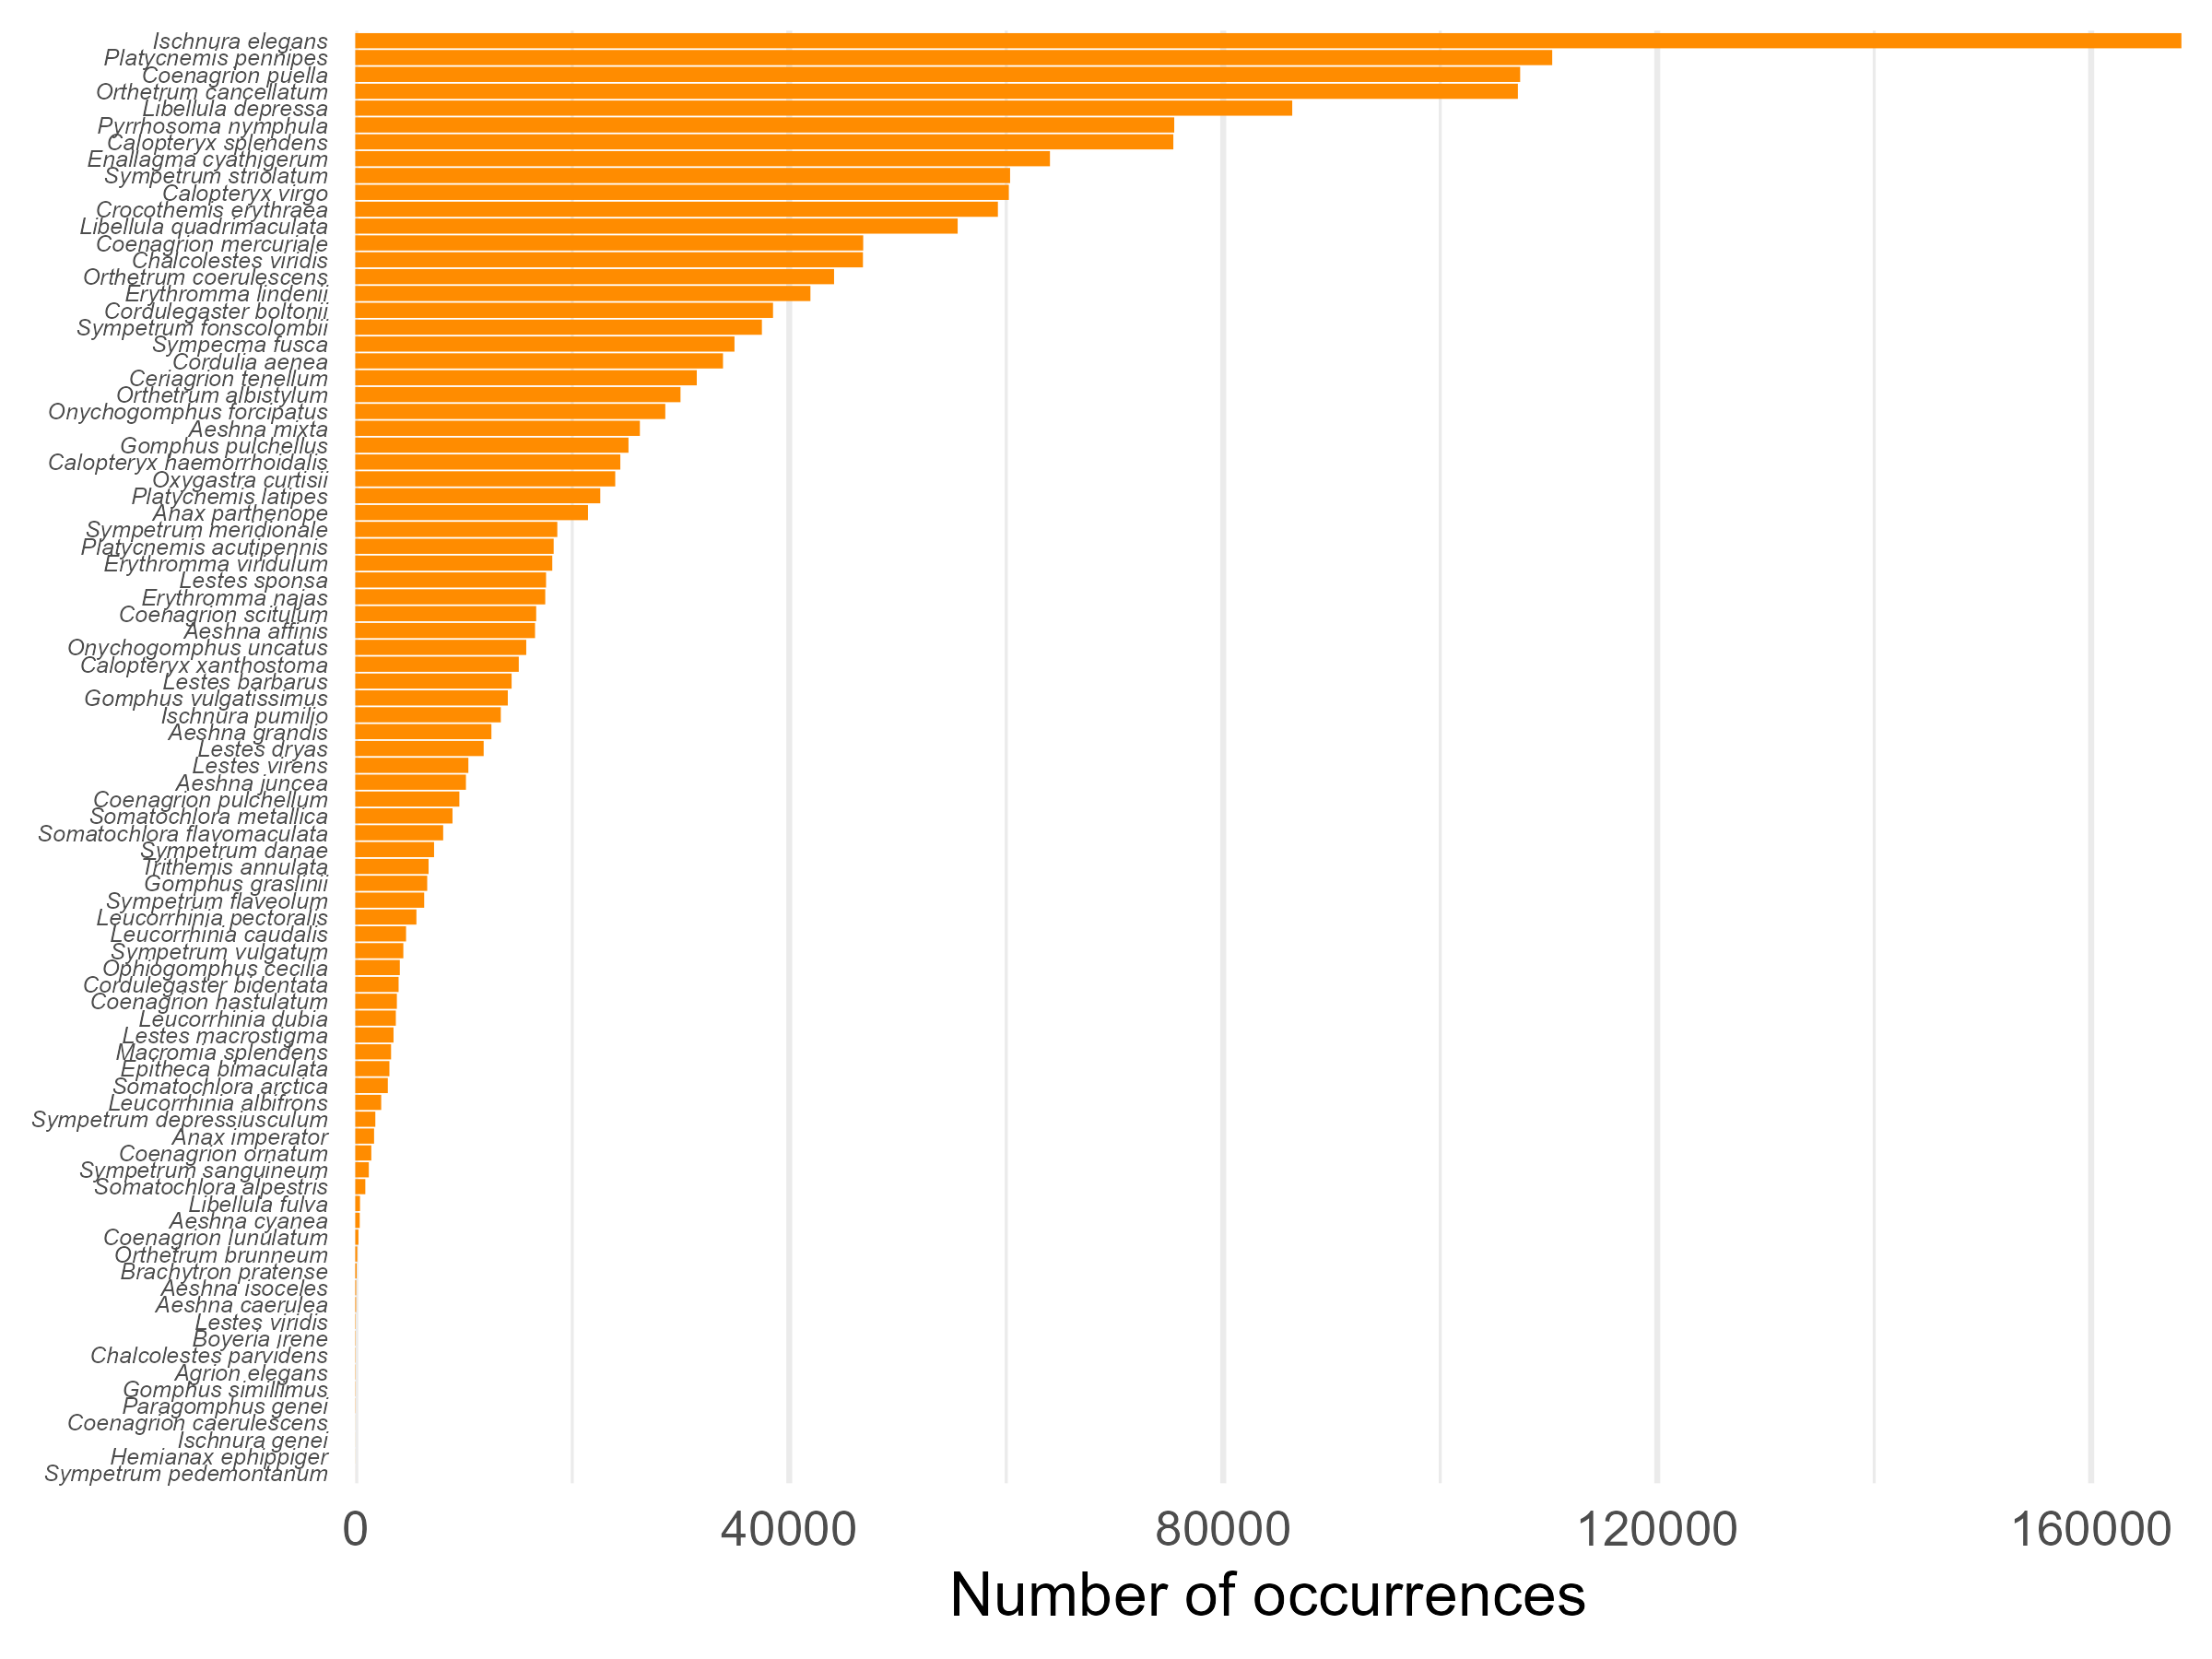 Ischnura elegans
Platycnemis pennipes
Coenagrion puella
Orthetrum cancellatum
Libellula depressa
Pyrrhosoma nymphula
Calopteryx splendens
Enallagma cyathigerum
Sympetrum striolatum
Calopteryx virgo
Crocothemis erythraea
Libellula quadrimaculata
Coenagrion mercuriale
Chalcolestes viridis
Orthetrum coerulescens
Erythromma lindenii
Cordulegaster boltonii
Sympetrum fonscolombii
Sympecma fusca
Cordulia aenea
Ceriagrion tenellum
Orthetrum albistylum
Onychogomphus forcipatus
Aeshna mixta
Gomphus pulchellus
Calopteryx haemorrhoidalis
Oxygastra curtisii
Platycnemis latipes
Anax parthenope
Sympetrum meridionale
Platycnemis acutipennis
Erythromma viridulum
Lestes sponsa
Erythromma najas
Coenagrion scitulum
Aeshna affinis
Onychogomphus uncatus
Calopteryx xanthostoma
Lestes barbarus
Gomphus vulgatissimus
Ischnura pumilio
Aeshna grandis
Lestes dryas
Lestes virens
Aeshna juncea
Coenagrion pulchellum
Somatochlora metallica
Somatochlora flavomaculata
Sympetrum danae
Trithemis annulata
Gomphus graslinii
Sympetrum flaveolum
Leucorrhinia pectoralis
Leucorrhinia caudalis
Sympetrum vulgatum
Ophiogomphus cecilia
Cordulegaster bidentata
Coenagrion hastulatum
Leucorrhinia dubia
Lestes macrostigma
Macromia splendens
Epitheca bimaculata
Somatochlora arctica
Leucorrhinia albifrons
Sympetrum depressiusculum
Anax imperator
Coenagrion ornatum
Sympetrum sanguineum
Somatochlora alpestris
Libellula fulva
Aeshna cyanea
Coenagrion lunulatum
Orthetrum brunneum
Brachytron pratense
Aeshna isoceles
Aeshna caerulea
Lestes viridis
Boyeria irene
Chalcolestes parvidens
Agrion elegans
Gomphus simillimus
Paragomphus genei
Coenagrion caerulescens
Ischnura genei
Hemianax ephippiger
Sympetrum pedemontanum
0 40000 80000 120000 160000
Number of occurrences